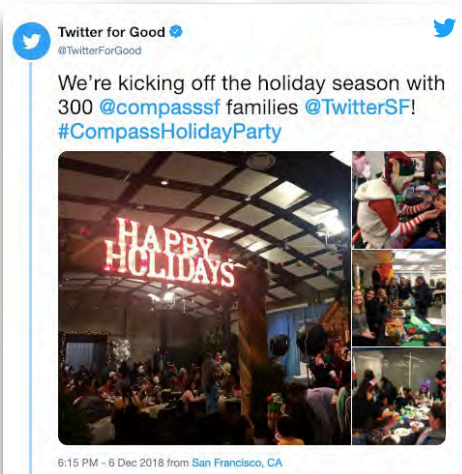 Twitter for Good
@TwitterForGood
We’re kicking off the holiday season with
300 @compasssf families @TwitterSF!
#CompassHolidayParty
HAPPY
HOLIDAYS
6:15 PM - 6 Dec 2018 from San Francisco, CA